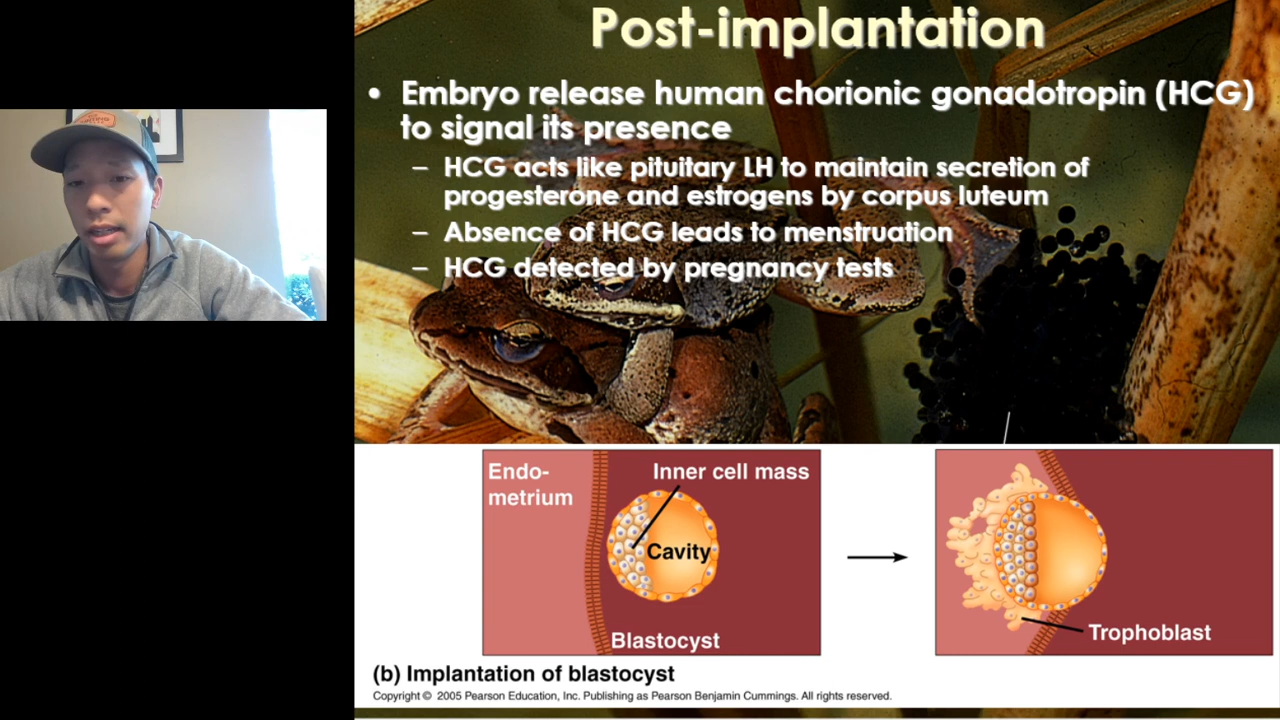 Post-implantation
• Embryo release human chorionic gonadotropin (HCG)
to signal its presence
– HCG acts like pituitary LH to maintain secretion of
progesterone and estrogens by corpus luteum
– Absence of HCG leads to menstruation
– HCG detected by pregnancy tests
Endo-
metrium
Inner cell mass
Cavity
Blastocyst
Trophoblast
(b) Implantation of blastocyst
Copyright © 2005 Pearson Education, Inc. Publishing as Pearson Benjamin Cummings. All rights reserved.